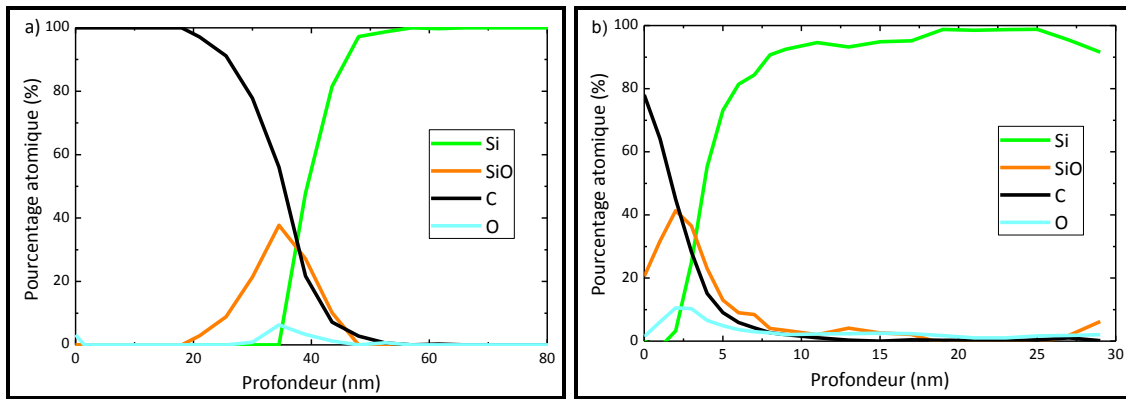 a)
Pourcentage atomique (%)
100
80
60
40
20
0
Si
SiO
C
O
0 20 40 60 80
Profondeur (nm)
b)
Pourcentage atomique (%)
100
80
60
40
20
0
Si
SiO
C
O
0 5 10 15 20 25 30
Profondeur (nm)